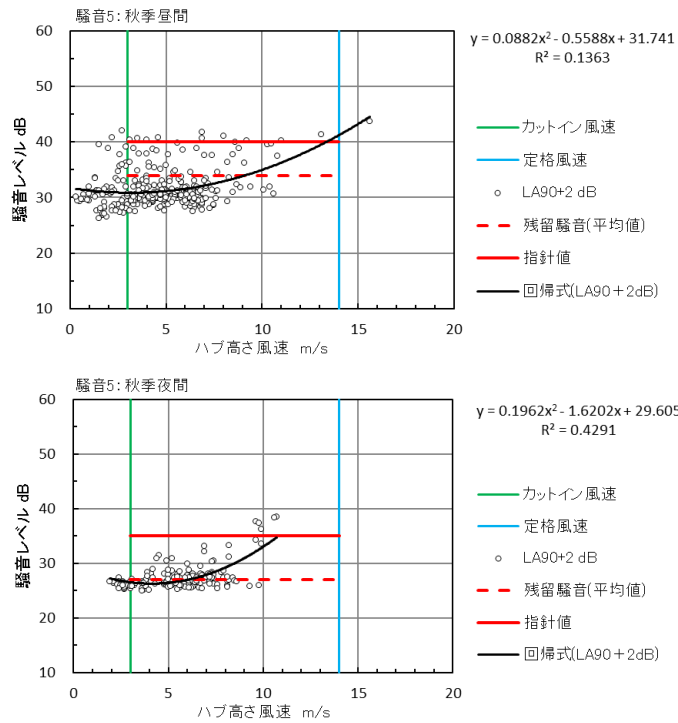 騒音5：秋季昼間
60
50
40
30
20
10
0 5 10 15 20
騒音レベル dB
ハブ高さ風速 m/s
y = 0.0882x² - 0.5588x + 31.741
R² = 0.1363
カットイン風速
定格風速
LA90+2 dB
残留騒音(平均値)
指針値
回帰式(LA90＋2dB)
騒音5：秋季夜間
60
50
40
30
20
10
0 5 10 15 20
騒音レベル dB
ハブ高さ風速 m/s
y = 0.1962x² - 1.6202x + 29.605
R² = 0.4291
カットイン風速
定格風速
LA90+2 dB
残留騒音(平均値)
指針値
回帰式(LA90＋2dB)